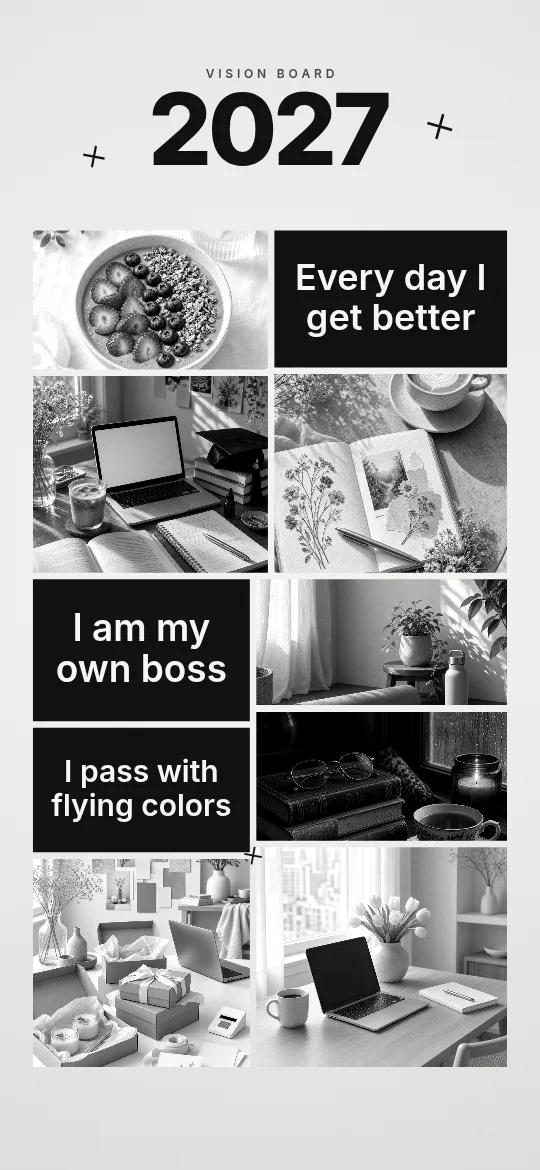 VISION BOARD
2027
Every day I
get better
I am my
own boss
I pass with
flying colors